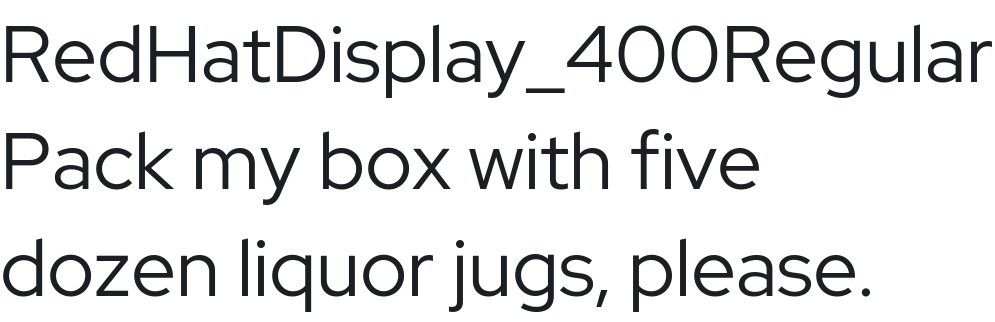 RedHatDisplay_400Regular
Pack my box with five
dozen liquor jugs, please.